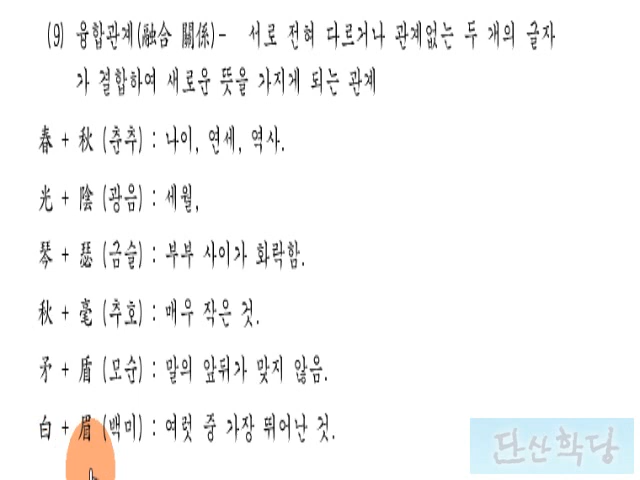 (9) 융합관계(融合 關係)- 서로 전혀 다르거나 관계없는 두 개의 글자
가 결합하여 새로운 뜻을 가지게 되는 관계
春 + 秋 (춘추) : 나이, 연세, 역사.
光 + 陰 (광음) : 세월,
琴 + 瑟 (금슬) : 부부 사이가 화락함.
秋 + 毫 (추호) : 매우 작은 것.
矛 + 盾 (모순) : 말의 앞뒤가 맞지 않음.
白 + 眉 (백미) : 여럿 중 가장 뛰어난 것.
단산학당